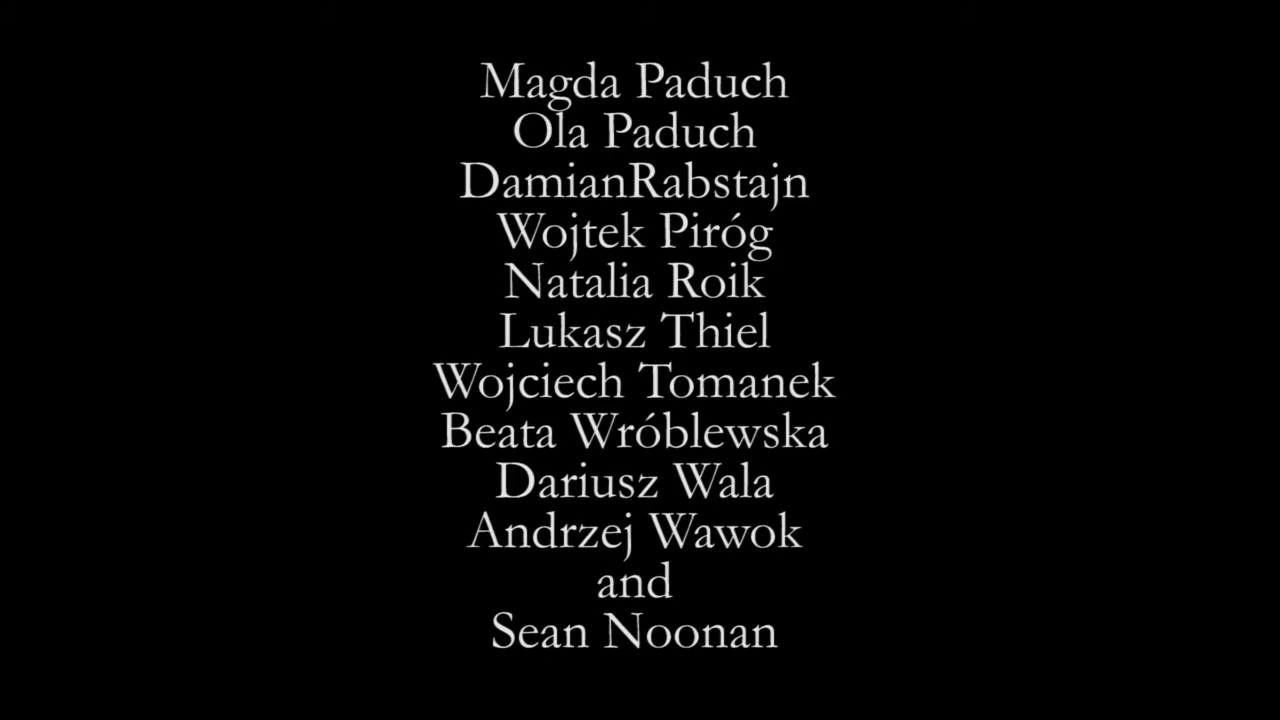 Magda Paduch
Ola Paduch
DamianRabstajn
Wojtek Piróg
Natalia Roik
Lukasz Thiel
Wojciech Tomanek
Beata Wróblewska
Dariusz Wala
Andrzej Wawok
and
Sean Noonan